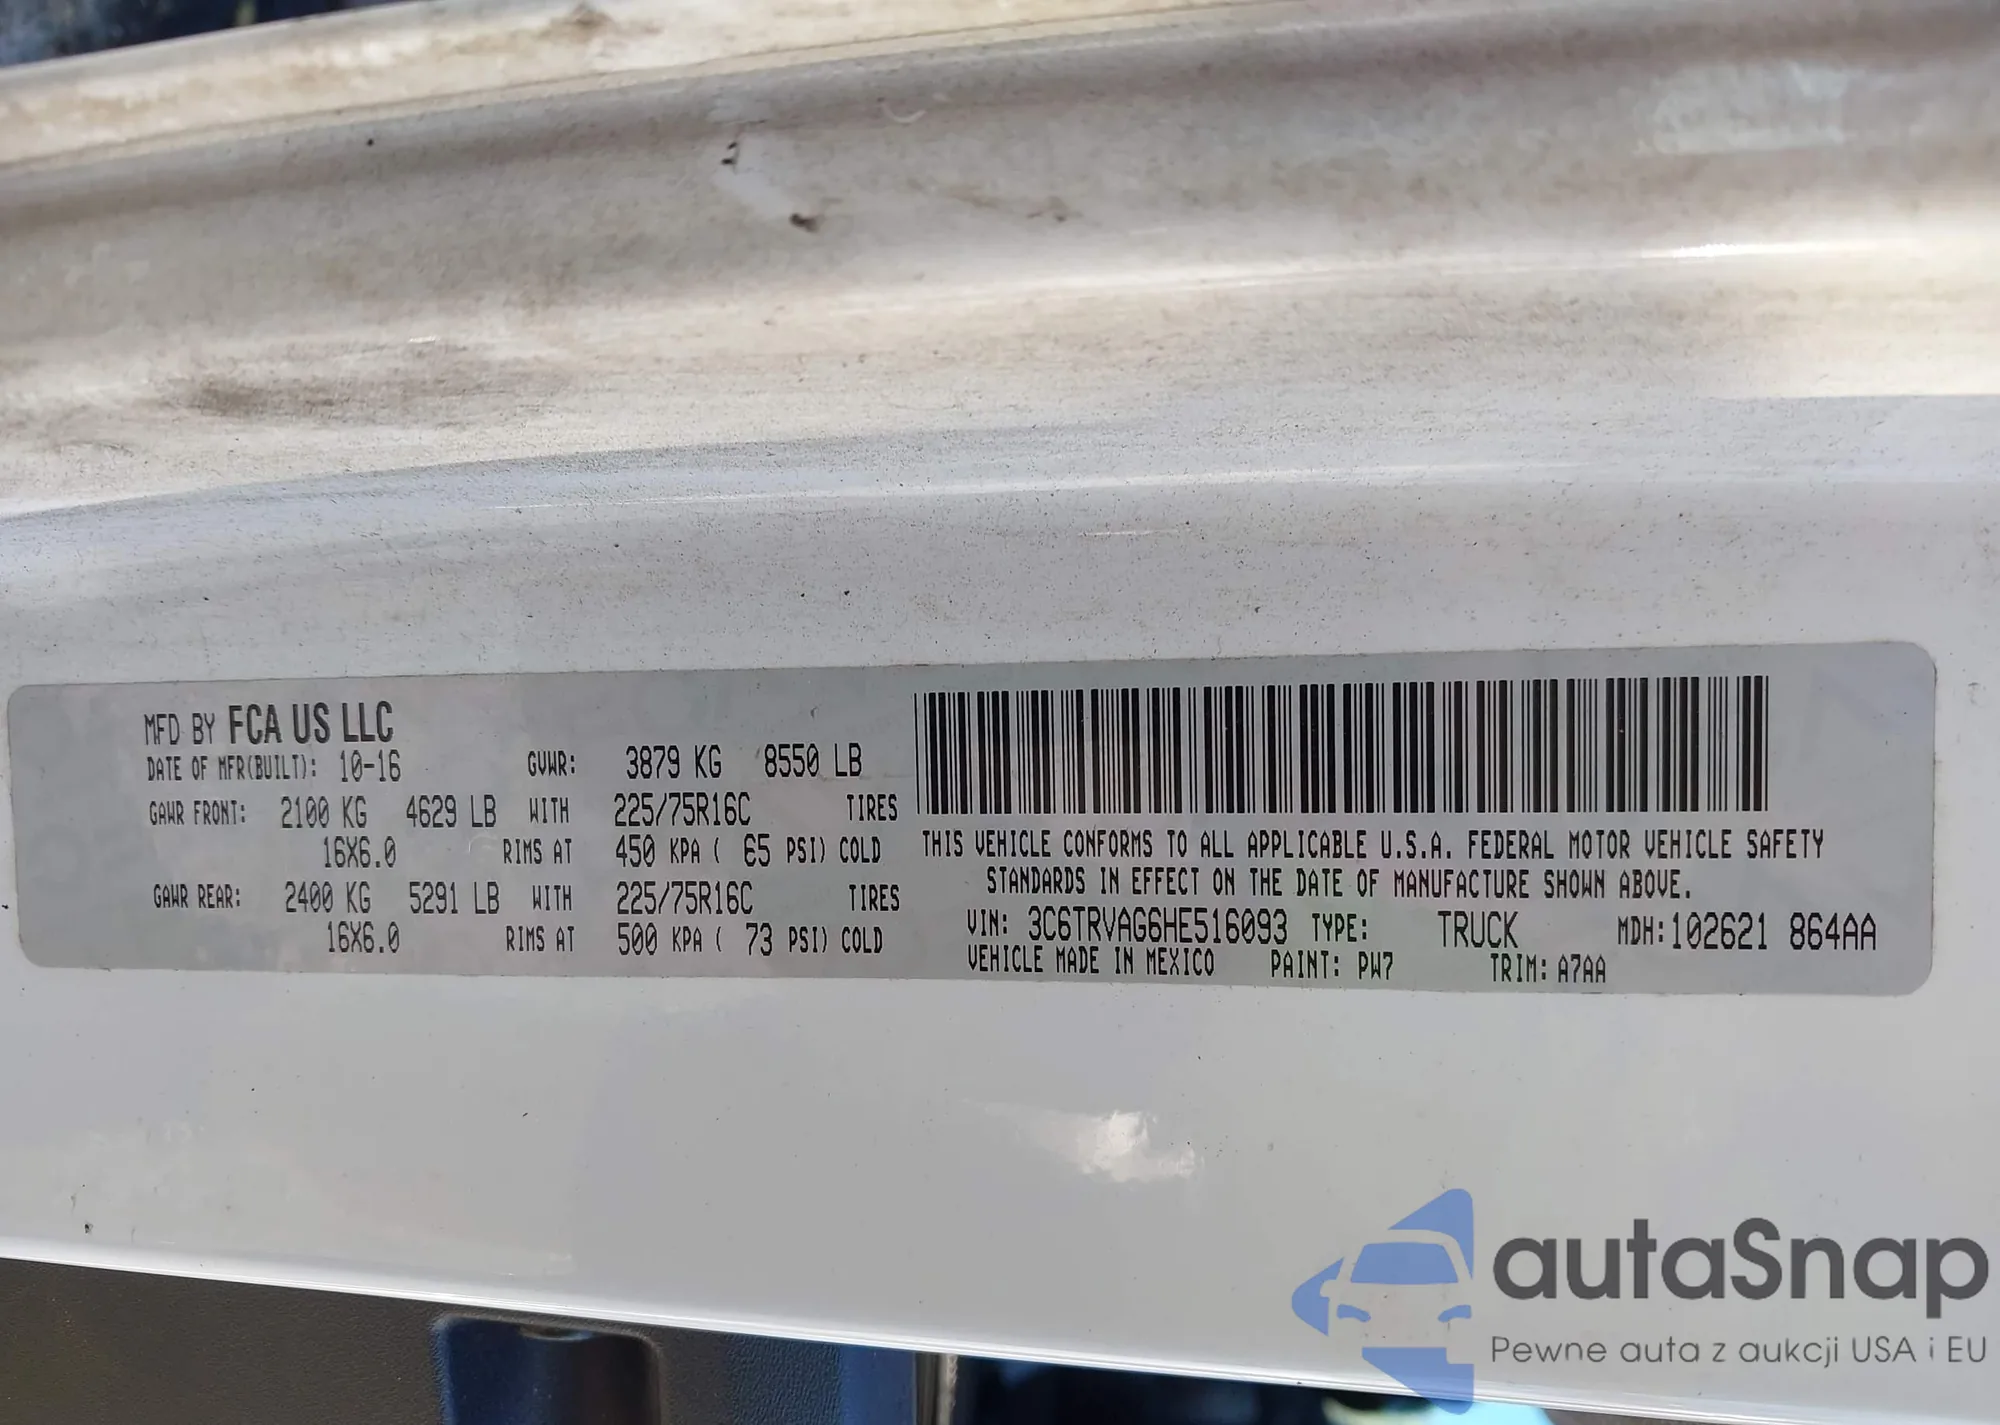 MFD BY FCA US LLC
DATE OF MFR(BUILT): 10-16 GVWR: 3879 KG 8550 LB
GAWR FRONT: 2100 KG 4629 LB WITH 225/75R16C TIRES
16X6.0 RIMS AT 450 KPA ( 65 PSI) COLD
GAWR REAR: 2400 KG 5291 LB WITH 225/75R16C TIRES
16X6.0 RIMS AT 500 KPA ( 73 PSI) COLD
THIS VEHICLE CONFORMS TO ALL APPLICABLE U.S.A. FEDERAL MOTOR VEHICLE SAFETY
STANDARDS IN EFFECT ON THE DATE OF MANUFACTURE SHOWN ABOVE.
VIN: 3C6TRVAG6HE516093 TYPE: TRUCK MDH:102621 864AA
VEHICLE MADE IN MEXICO PAINT: PW7 TRIM: A7AA
autaSnap
Pewne auta z aukcji USA i EU